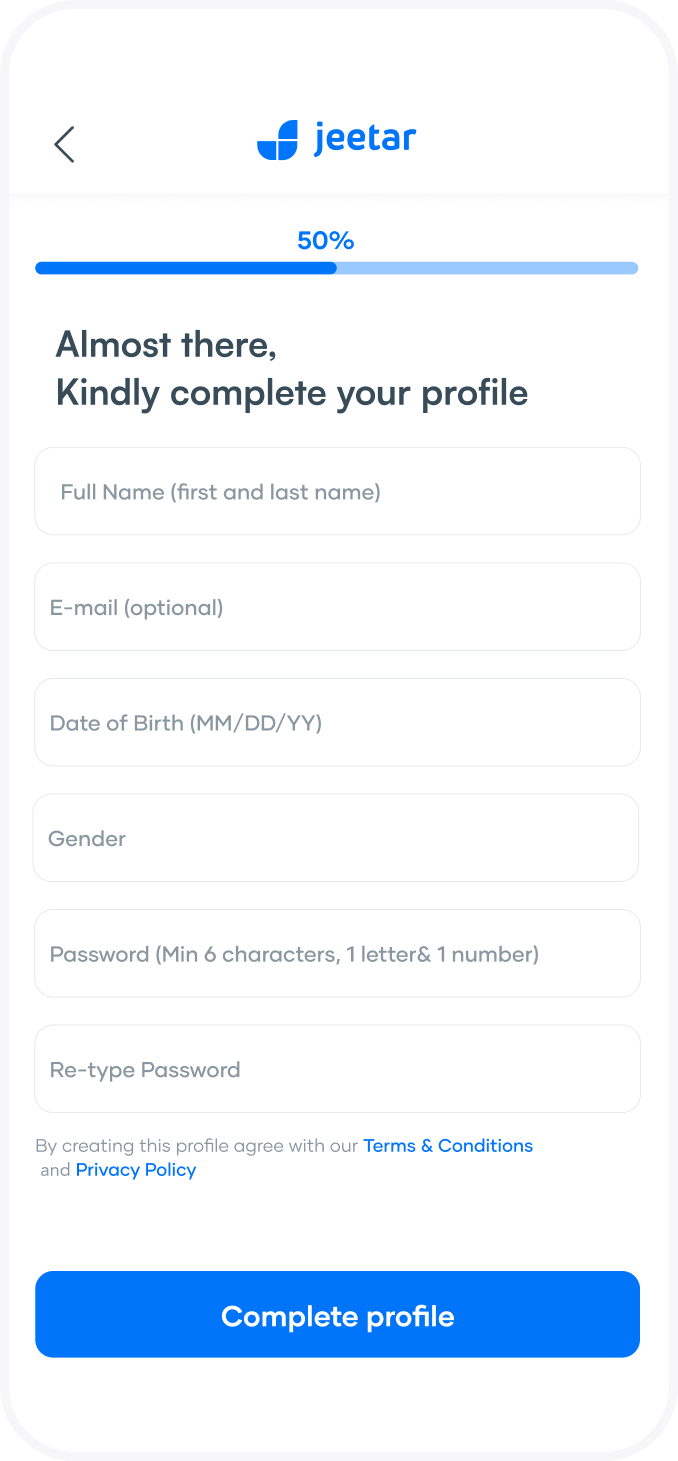 jeetar
50%
Almost there,
Kindly complete your profile
Full Name (first and last name)
E-mail (optional)
Date of Birth (MM/DD/YY)
Gender
Password (Min 6 characters, 1 letter& 1 number)
Re-type Password
By creating this profile agree with our Terms & Conditions
and Privacy Policy
Complete profile